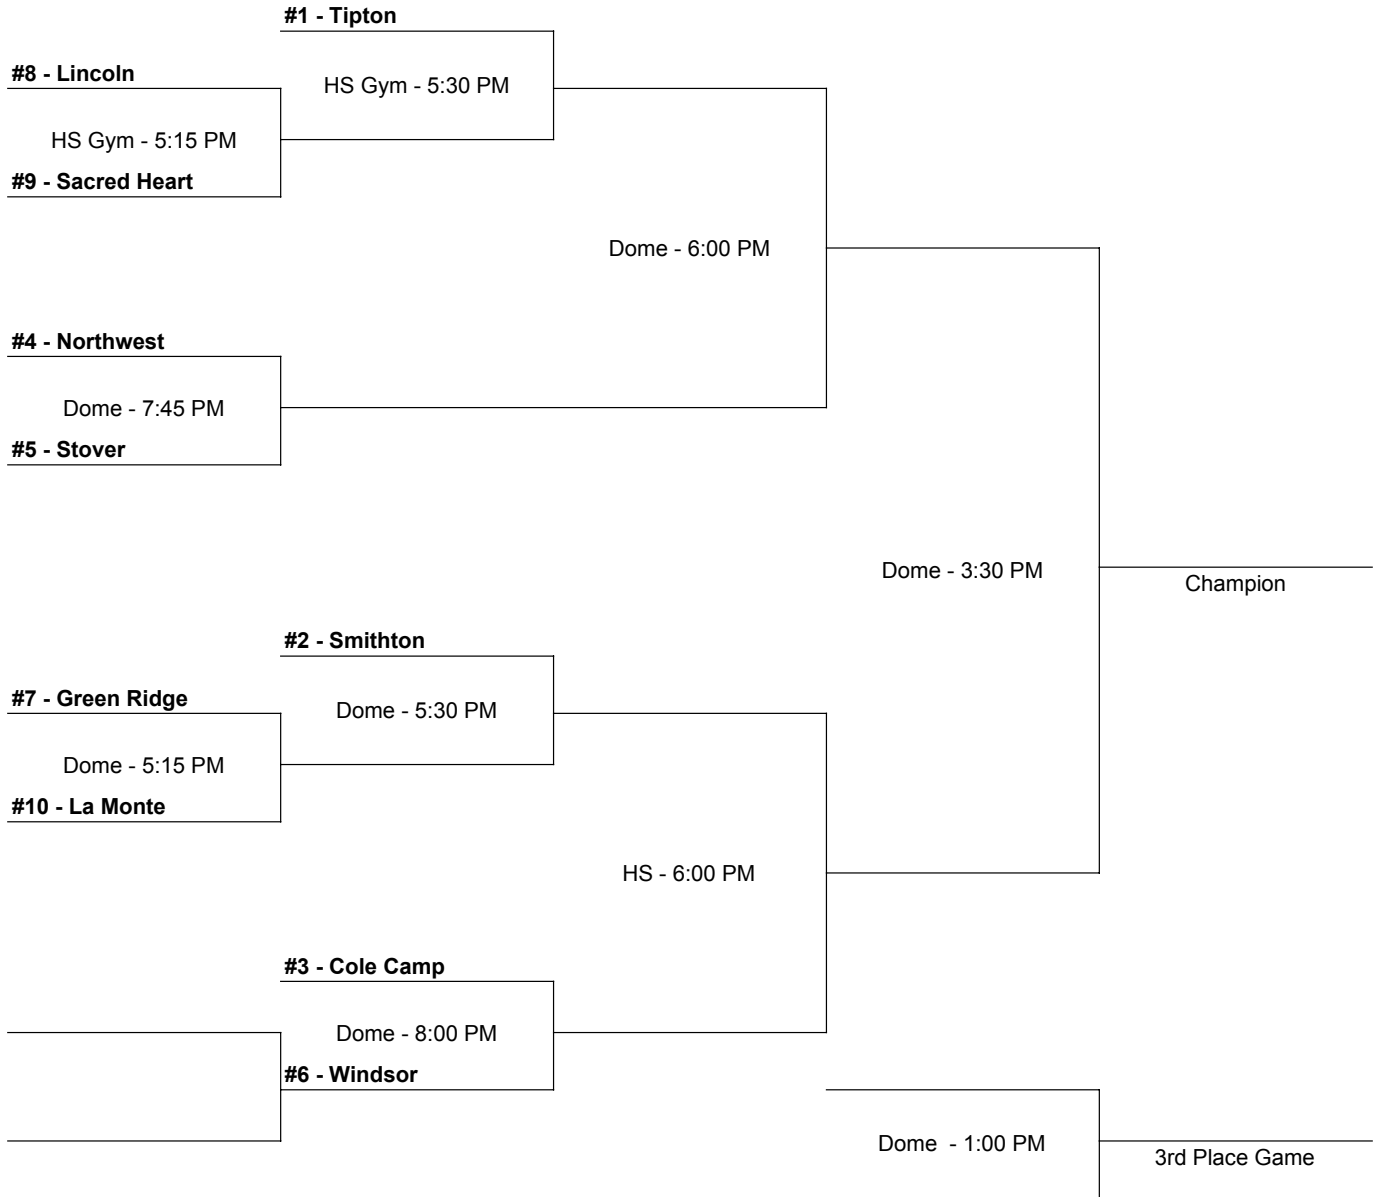 #1 - Tipton
#8 - Lincoln
HS Gym - 5:30 PM
HS Gym - 5:15 PM
#9 - Sacred Heart
Dome - 6:00 PM
#4 - Northwest
Dome - 7:45 PM
#5 - Stover
Dome - 3:30 PM
Champion
#2 - Smithton
#7 - Green Ridge
Dome - 5:30 PM
Dome - 5:15 PM
#10 - La Monte
HS - 6:00 PM
#3 - Cole Camp
Dome - 8:00 PM
#6 - Windsor
Dome  - 1:00 PM
3rd Place Game